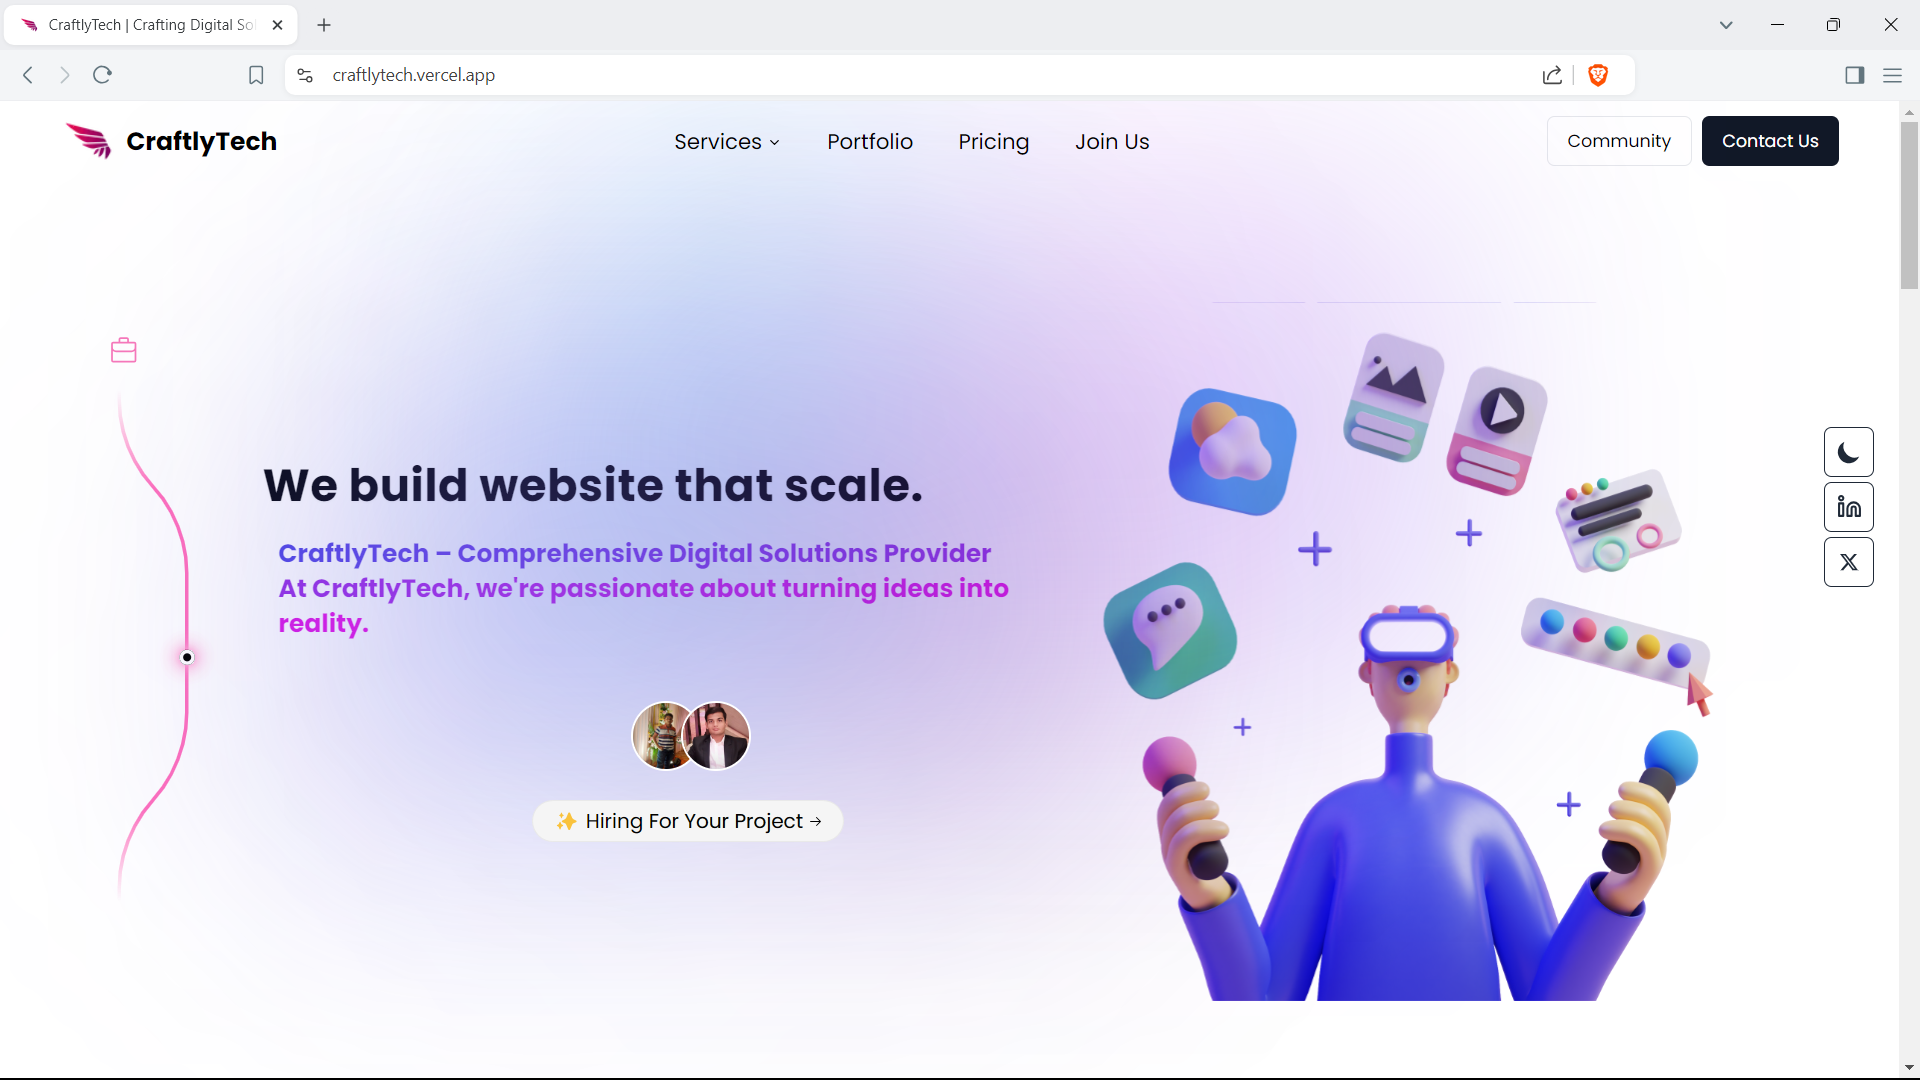 CraftlyTech | Crafting Digital So
craftlytech.vercel.app
CraftlyTech
Services
Portfolio
Pricing
Join Us
Community
Contact Us
We build website that scale.
CraftlyTech – Comprehensive Digital Solutions Provider
At CraftlyTech, we're passionate about turning ideas into
reality.
✨ Hiring For Your Project →